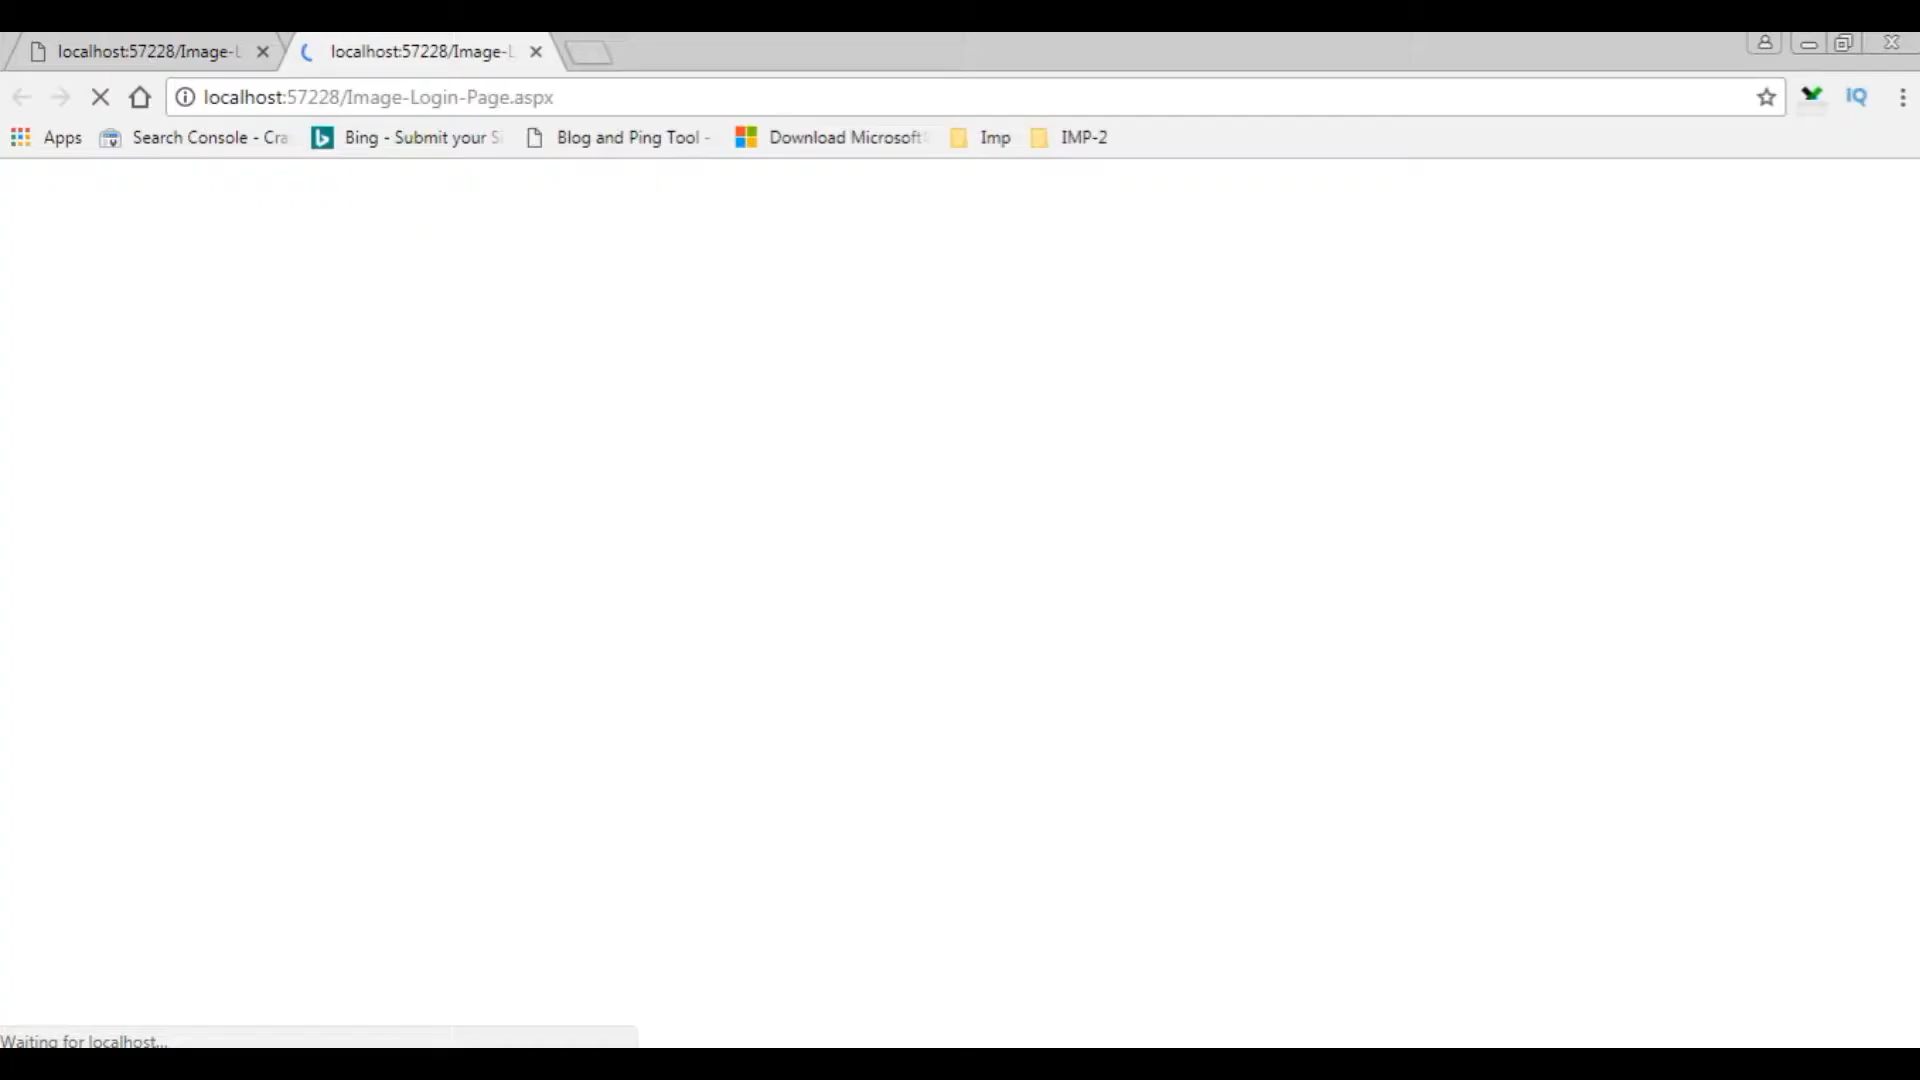 localhost:57228/Image-L localhost:57228/Image-L
localhost:57228/Image-Login-Page.aspx IQ
Apps Search Console - Cra Bing - Submit your S Blog and Ping Tool - Download Microsoft Imp IMP-2
Waiting for localhost...